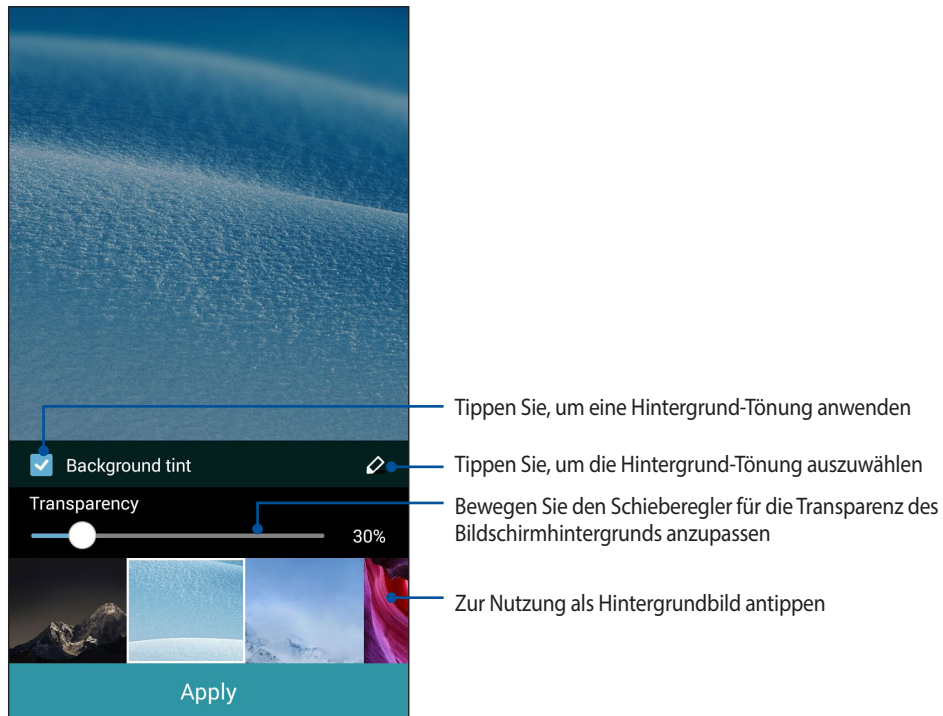 Tippen Sie, um eine Hintergrund-Tönung anwenden
Background tint
Tippen Sie, um die Hintergrund-Tönung auszuwählen
Transparency
30%
Bewegen Sie den Schieberegler für die Transparenz des
Bildschirmhintergrunds anzupassen
Zur Nutzung als Hintergrundbild antippen
Apply